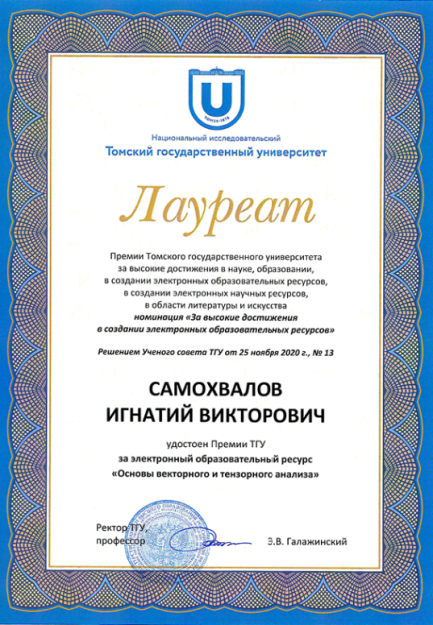 U
ТОМСК•1878
Национальный исследовательский
Томский государственный университет
Лауреат
Премии Томского государственного университета
за высокие достижения в науке, образовании,
в создании электронных образовательных ресурсов,
в создании электронных научных ресурсов,
в области литературы и искусства
номинация «За высокие достижения
в создании электронных образовательных ресурсов»
Решением Ученого совета ТГУ от 25 ноября 2020 г., № 13
САМОХВАЛОВ
ИГНАТИЙ ВИКТОРОВИЧ
удостоен Премии ТГУ
за электронный образовательный ресурс
«Основы векторного и тензорного анализа»
Ректор ТГУ,
профессор
Э.В. Галажинский